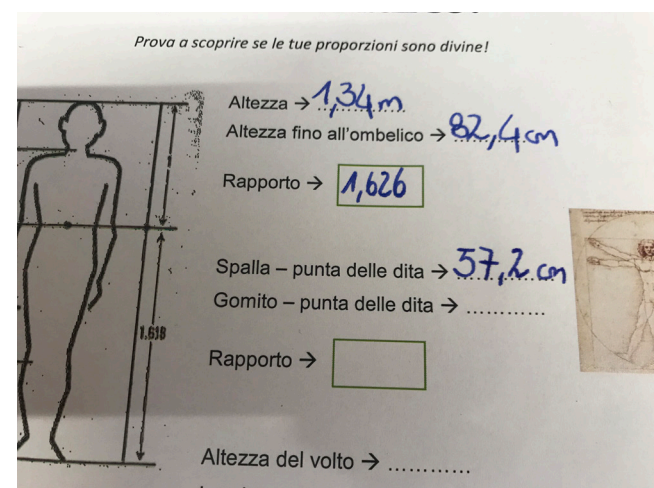 Prova a scoprire se le tue proporzioni sono divine!
Altezza → 1,34 m
Altezza fino all'ombelico → 82,4 cm
Rapporto → 1,626
Spalla – punta delle dita → 57,2 cm
Gomito – punta delle dita → ............
Rapporto →
1.618
Altezza del volto → ............